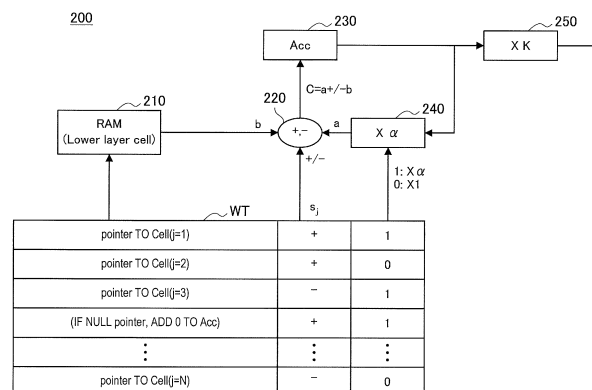 200
230
250
Acc
X K
C=a+/-b
210
220
240
RAM
(Lower layer cell)
b
+,-
a
X α
+/-
1: X α
0: X1
WT
sj
pointer TO Cell(j=1) + 1
pointer TO Cell(j=2) + 0
pointer TO Cell(j=3) - 1
(IF NULL pointer, ADD 0 TO Acc) + 1
pointer TO Cell(j=N) - 0